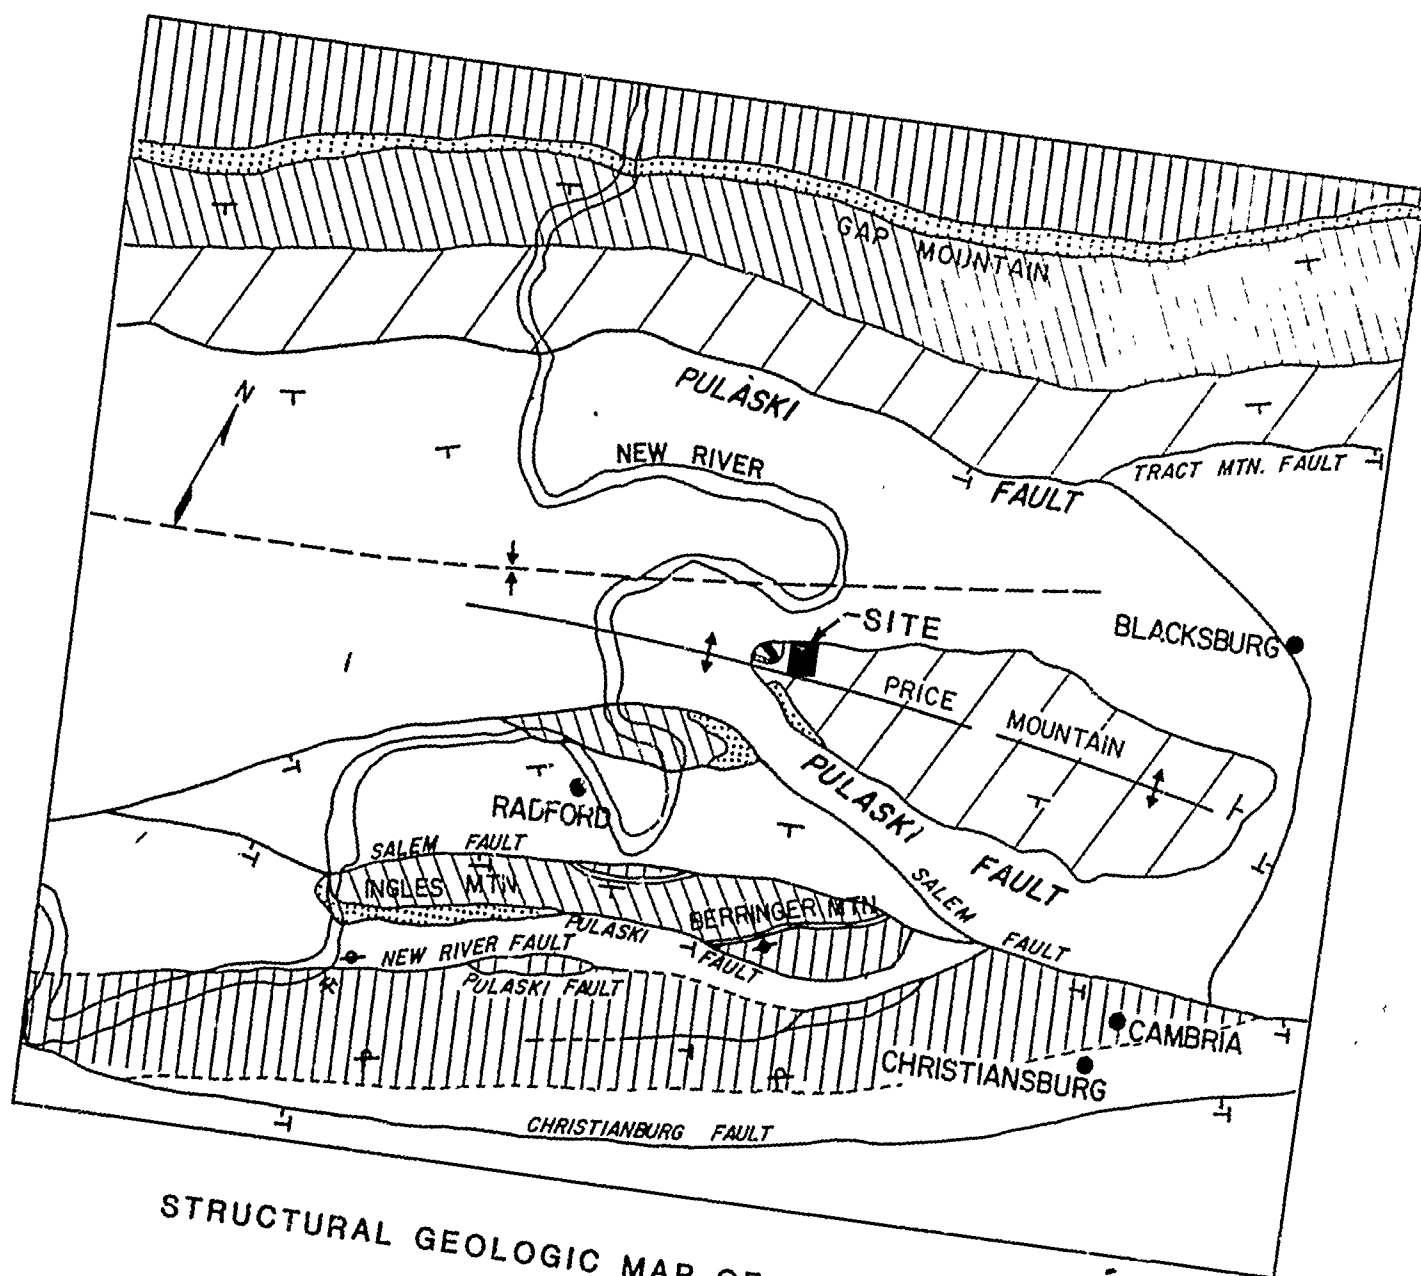 GAP MOUNTAIN
PULASKI
N
NEW RIVER
TRACT MTN. FAULT
FAULT
SITE
BLACKSBURG
PRICE
MOUNTAIN
PULASKI
RADFORD
SALEM FAULT
FAULT
INGLES MTN
SALEM
BERRINGER MTN
PULASKI
FAULT
NEW RIVER FAULT
FAULT
PULASKI FAULT
CAMBRIA
CHRISTIANSBURG
CHRISTIANBURG FAULT
STRUCTURAL GEOLOGIC MAP